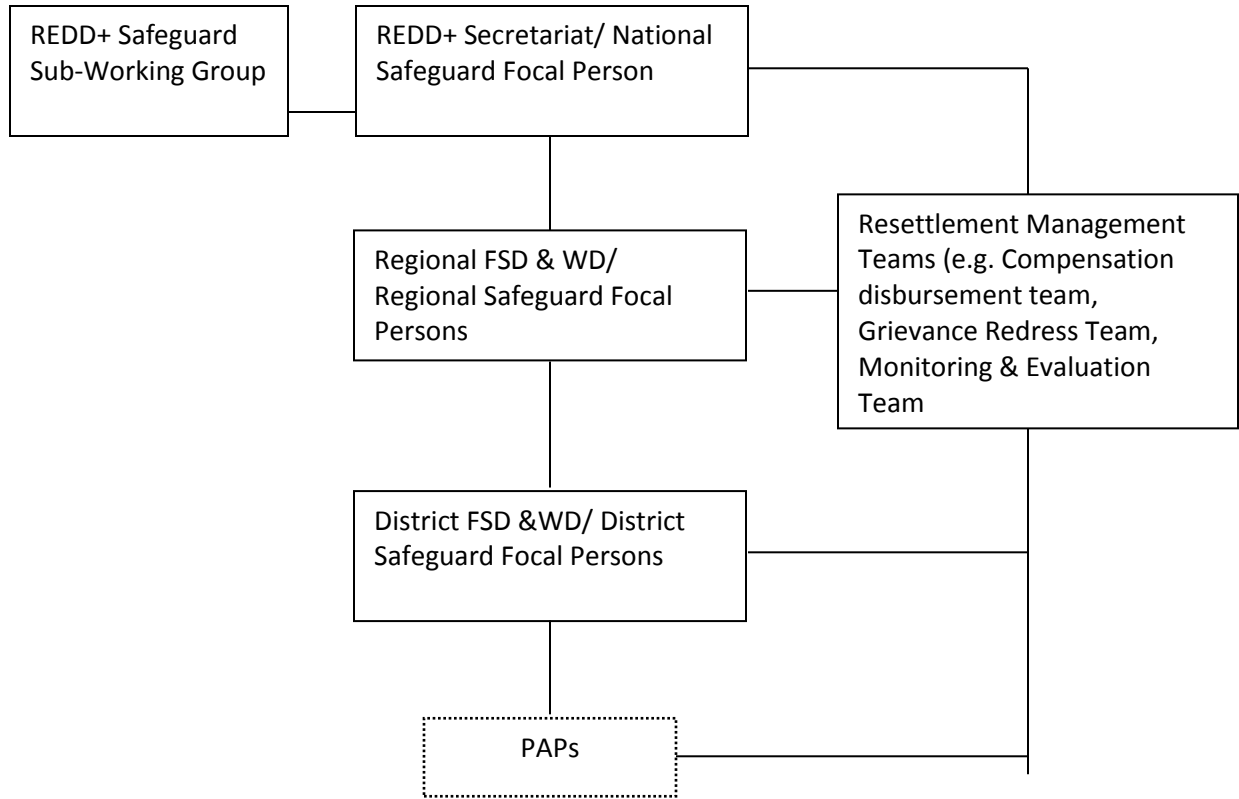 REDD+ Safeguard
Sub-Working Group
REDD+ Secretariat/ National
Safeguard Focal Person
Regional FSD & WD/
Regional Safeguard Focal
Persons
Resettlement Management
Teams (e.g. Compensation
disbursement team,
Grievance Redress Team,
Monitoring & Evaluation
Team
District FSD &WD/ District
Safeguard Focal Persons
PAPs